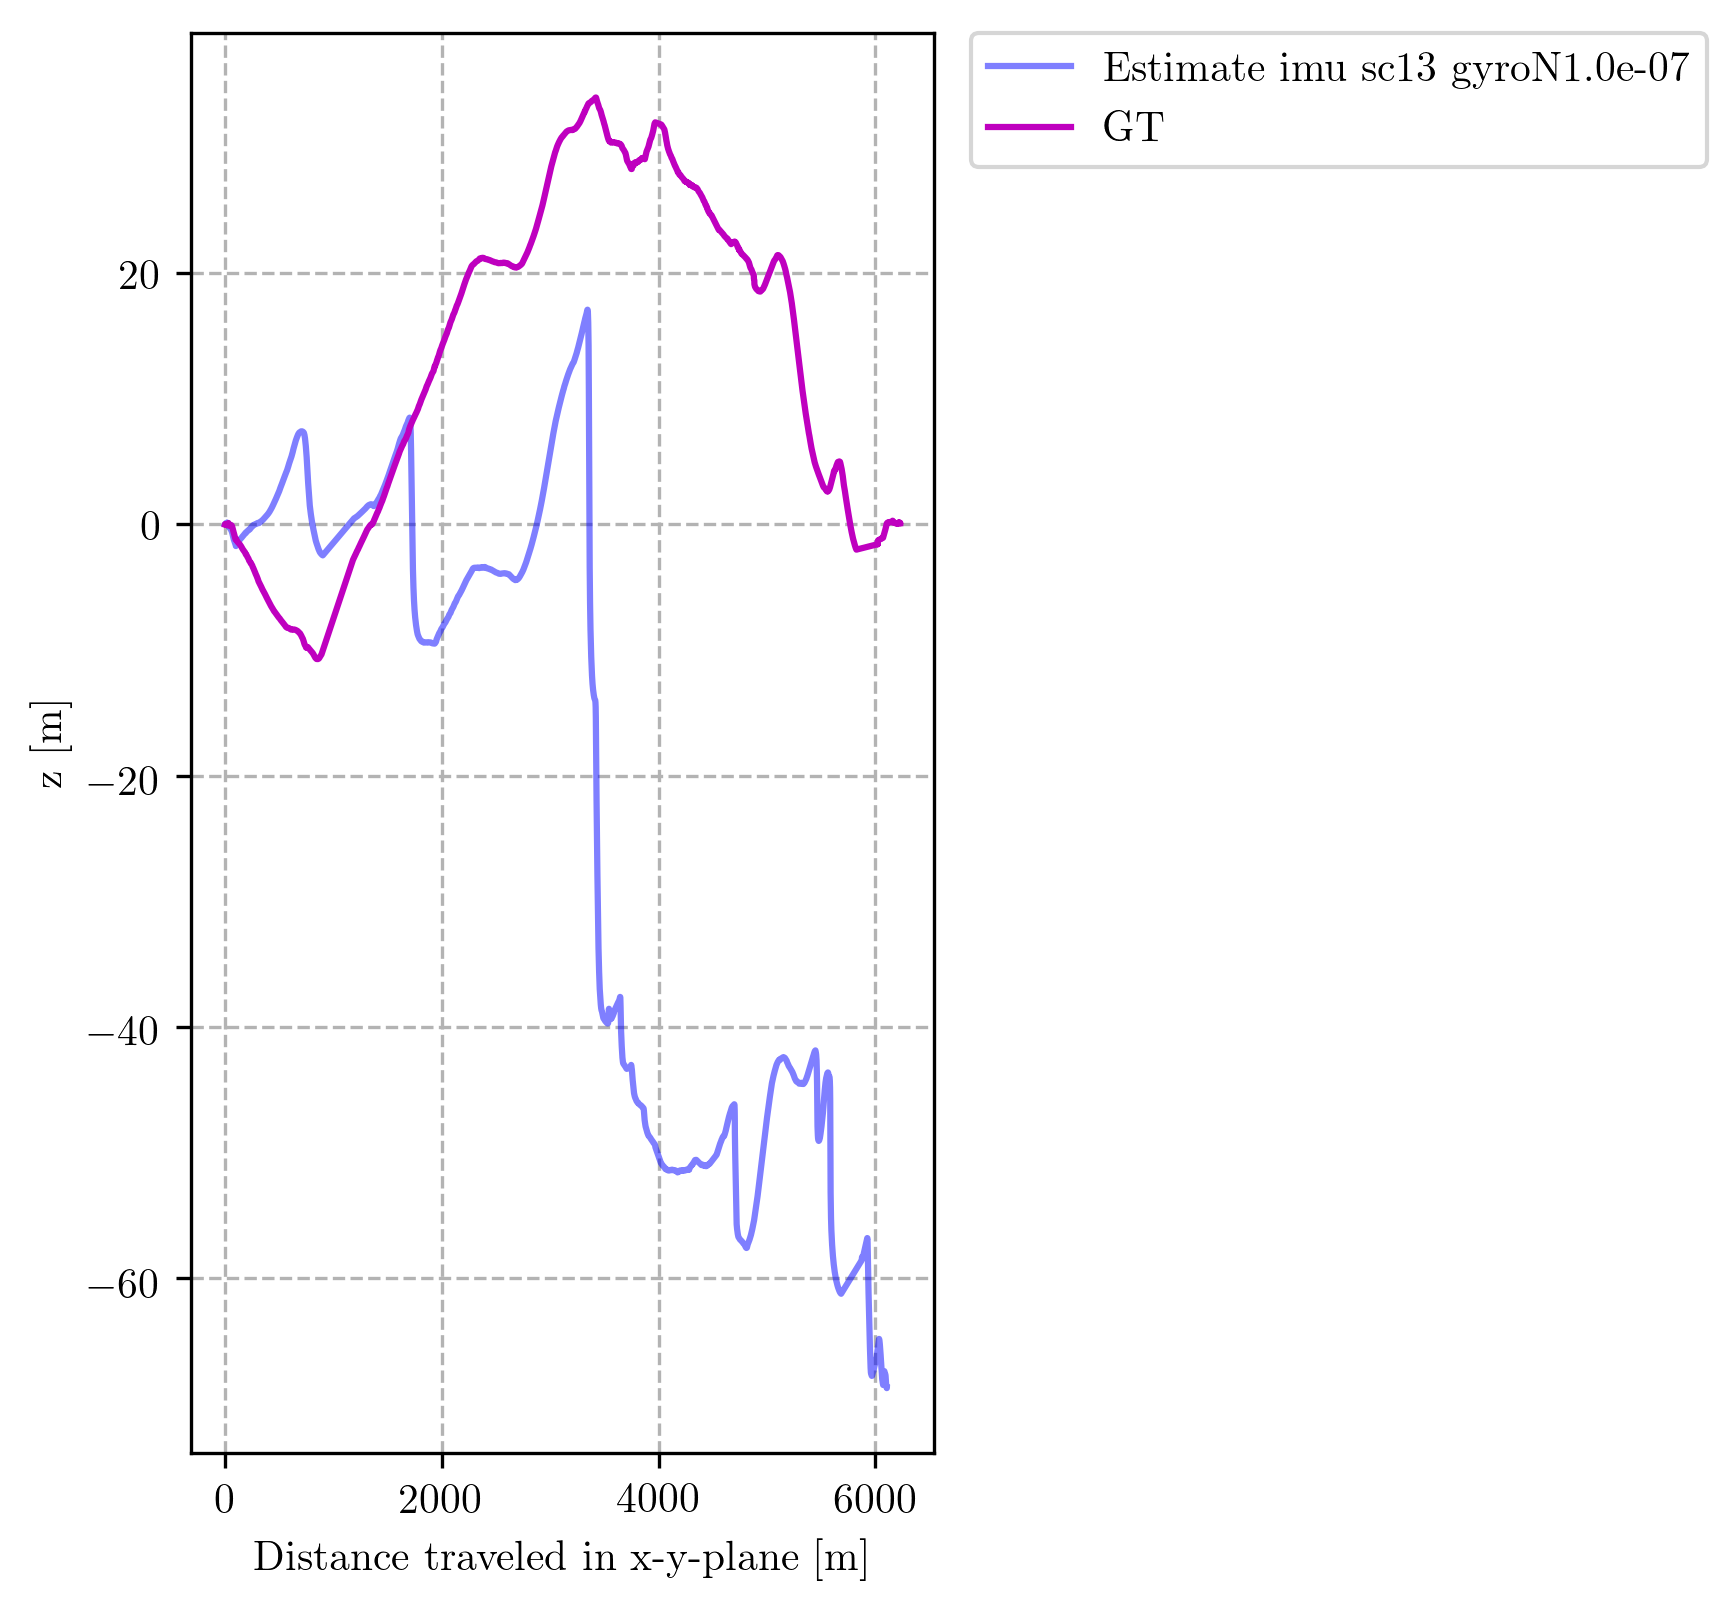 Estimate imu sc13 gyroN1.0e-07
GT
20
0
−20
−40
−60
z [m]
0 2000 4000 6000
Distance traveled in x-y-plane [m]